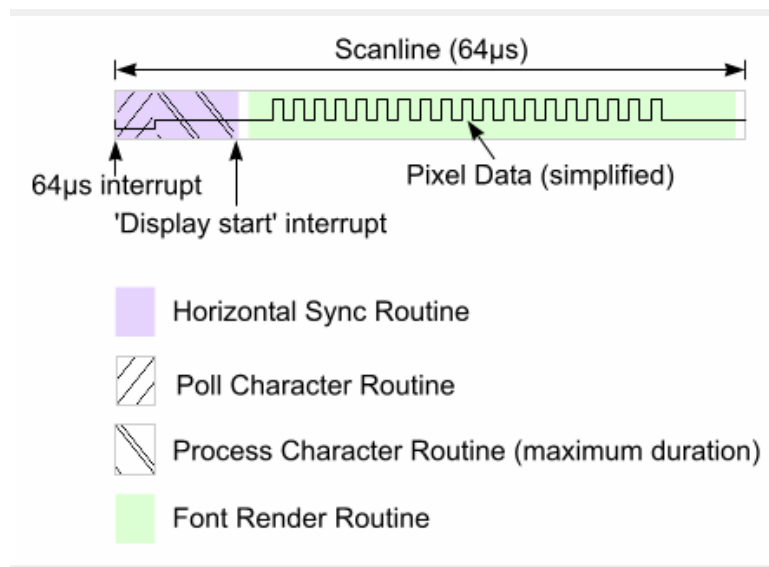 Scanline (64µs)
64µs interrupt
Pixel Data (simplified)
'Display start' interrupt
Horizontal Sync Routine
Poll Character Routine
Process Character Routine (maximum duration)
Font Render Routine